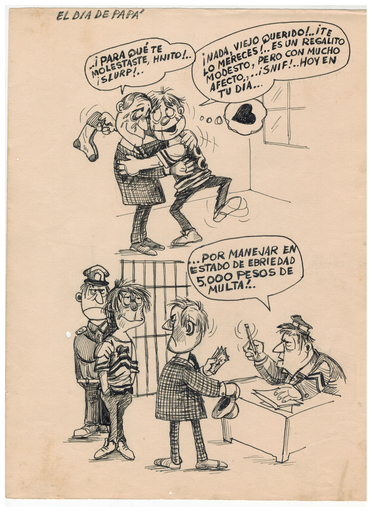 EL DIA DE PAPA'
¡PARA QUÉ TE
MOLESTASTE, HIJITO!..
¡SLURP!..
¡NADA, VIEJO QUERIDO!.. ¡TE
LO MERECES!.. ES UN REGALITO
MODESTO, PERO CON MUCHO
AFECTO,.. ¡SNIF!.. HOY EN
TU DÍA...
...POR MANEJAR EN
ESTADO DE EBRIEDAD
5,000 PESOS DE
MULTA!..